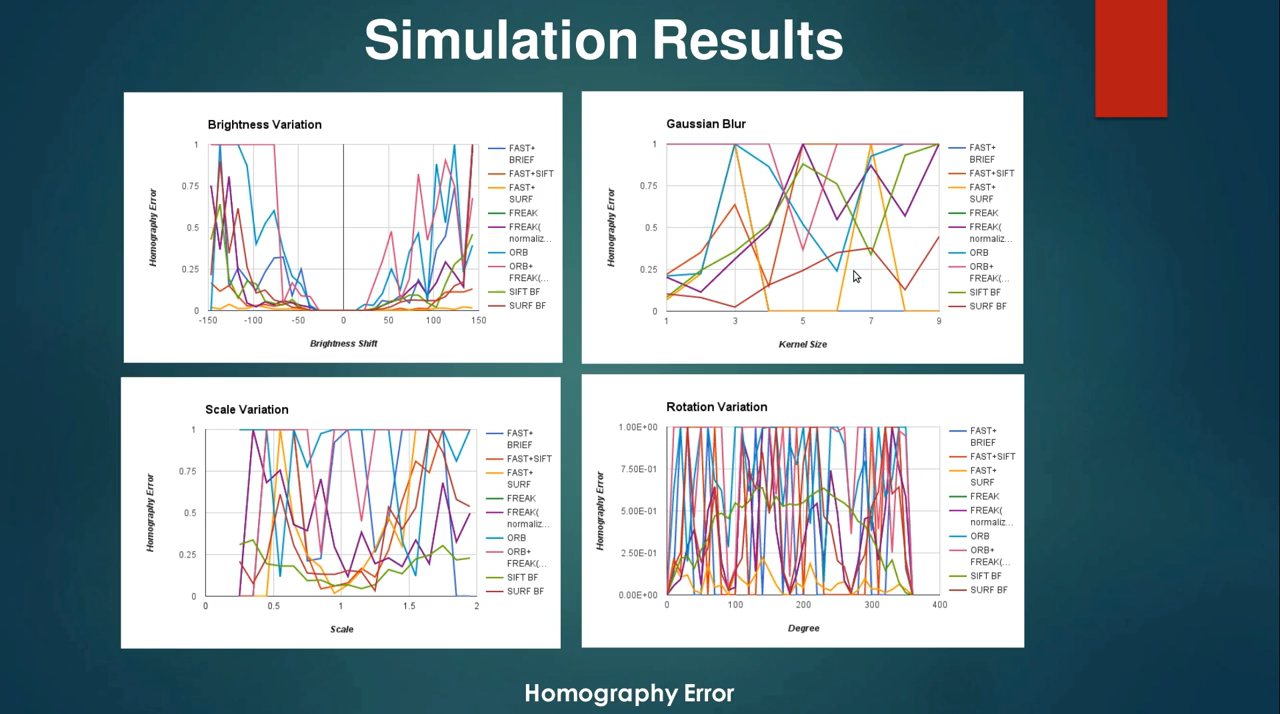 Simulation Results
Brightness Variation
Homography Error
1
0.75
0.5
0.25
0
-150
-100
-50
0
50
100
150
Brightness Shift
FAST+
BRIEF
FAST+SIFT
FAST+
SURF
FREAK
FREAK(
normaliz...
ORB
ORB+
FREAK(...
SIFT BF
SURF BF
Gaussian Blur
Homography Error
1
0.75
0.5
0.25
0
1
3
5
7
9
Kernel Size
FAST+
BRIEF
FAST+SIFT
FAST+
SURF
FREAK
FREAK(
normaliz...
ORB
ORB+
FREAK(...
SIFT BF
SURF BF
Scale Variation
Homography Error
1
0.75
0.5
0.25
0
0
0.5
1
1.5
2
Scale
FAST+
BRIEF
FAST+SIFT
FAST+
SURF
FREAK
FREAK(
normaliz...
ORB
ORB+
FREAK(...
SIFT BF
SURF BF
Rotation Variation
Homography Error
1.00E+00
7.50E-01
5.00E-01
2.50E-01
0.00E+00
0
100
200
300
400
Degree
FAST+
BRIEF
FAST+SIFT
FAST+
SURF
FREAK
FREAK(
normaliz...
ORB
ORB+
FREAK(...
SIFT BF
SURF BF
Homography Error